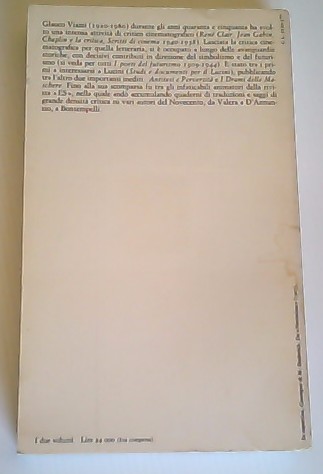 Glauco Viazzi (1920-1980) durante gli anni quaranta e cinquanta ha svol-
to una intensa attività di critico cinematografico (René Clair, Jean Gabin,
Chaplin e la critica, Scritti di cinema 1940-1958). Lasciata la critica cine-
matografica per quella letteraria, si è occupato a lungo delle avanguardie
storiche, con decisivi contributi in direzione del simbolismo e del futuri-
smo (si veda per tutti I poeti del futurismo 1909-1944). È stato tra i pri-
mi a interessarsi a Lucini (Studi e documenti per il Lucini), pubblicando
tra l'altro due importanti inediti: Antitesi e Perversità e I Drami delle Ma-
schere. Fino alla sua scomparsa fu tra gli infaticabili animatori della rivi-
sta «ES», nella quale andò accumulando quaderni di traduzioni e saggi di
grande densità critica su vari autori del Novecento, da Valera a D'Annun-
zio, a Bontempelli.
I due volumi Lire 24 000 (Iva compresa)
In copertina,